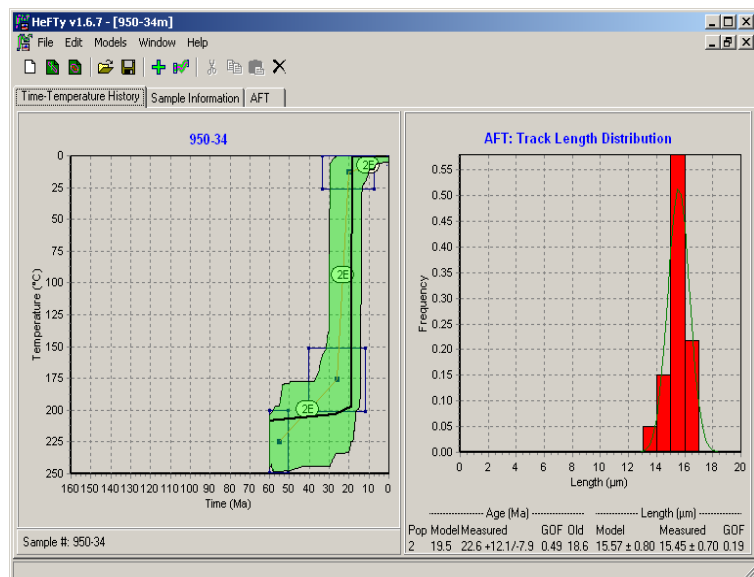 HeFTy v1.6.7 - [950-34m]
File Edit Models Window Help
Time-Temperature History Sample Information AFT
950-34
0
25
50
75
100
125
150
175
200
225
250
Temperature (°C)
2E
2E
2E
160 150 140 130 120 110 100 90 80 70 60 50 40 30 20 10 0
Time (Ma)
Sample #: 950-34
AFT: Track Length Distribution
0.55
0.50
0.45
0.40
0.35
0.30
0.25
0.20
0.15
0.10
0.05
0.00
Frequency
0 2 4 6 8 10 12 14 16 18 20
Length (µm)
Age (Ma) Length (µm)
Pop Model Measured GOF Old Model Measured GOF
2 19.5 22.6 +12.1/-7.9 0.49 18.6 15.57 ± 0.80 15.45 ± 0.70 0.19